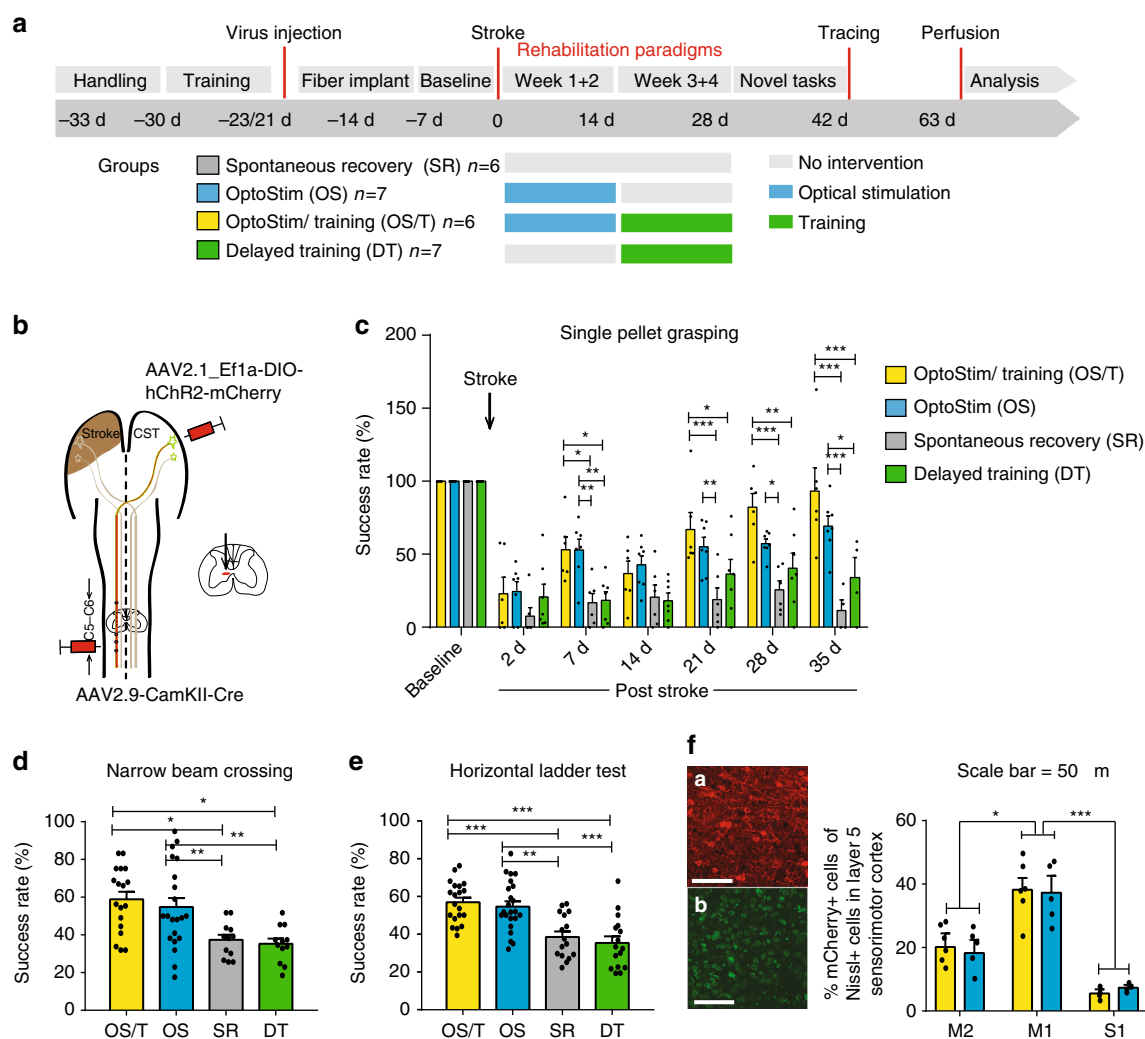 a
Virus injection
Stroke
Rehabilitation paradigms
Tracing
Perfusion
Handling
Training
Fiber implant
Baseline
Week 1+2
Week 3+4
Novel tasks
Analysis
–33 d
–30 d
–23/21 d
–14 d
–7 d
0
14 d
28 d
42 d
63 d
Groups
Spontaneous recovery (SR) n=6
OptoStim (OS) n=7
OptoStim/ training (OS/T) n=6
Delayed training (DT) n=7
No intervention
Optical stimulation
Training
b
AAV2.1_Ef1a-DIO-
hChR2-mCherry
Stroke
CST
C5–C6
AAV2.9-CamKII-Cre
c
Single pellet grasping
Success rate (%)
200
150
100
50
0
Stroke
*
*
**
**
*
***
**
**
***
*
***
***
*
***
Baseline
2 d
7 d
14 d
21 d
28 d
35 d
Post stroke
OptoStim/ training (OS/T)
OptoStim (OS)
Spontaneous recovery (SR)
Delayed training (DT)
d
Narrow beam crossing
Success rate (%)
100
80
60
40
20
0
*
*
**
**
OS/T
OS
SR
DT
e
Horizontal ladder test
Success rate (%)
100
80
60
40
20
0
***
***
***
**
OS/T
OS
SR
DT
f
a
b
Scale bar = 50 m
% mCherry+ cells of
Nissl+ cells in layer 5
sensorimotor cortex
60
40
20
0
*
***
M2
M1
S1